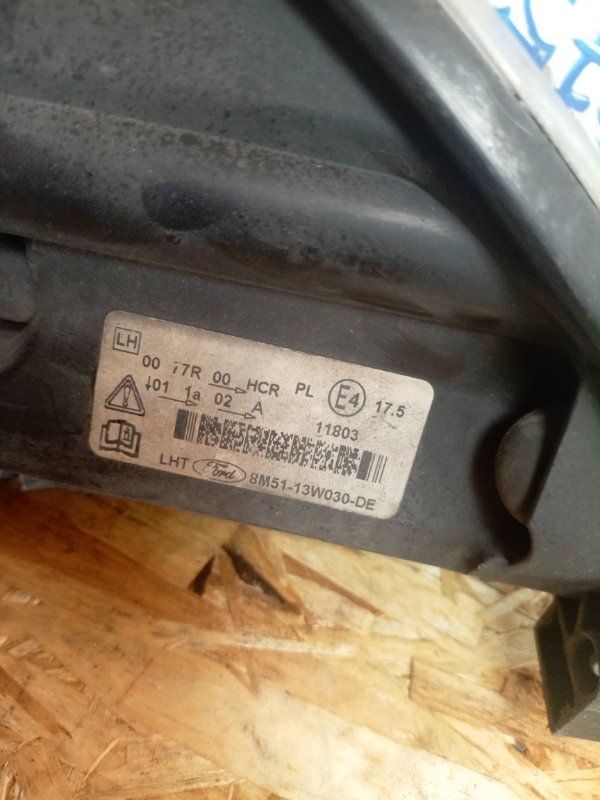 LH
00 77R 00 HCR PL E4 17.5
↓01 1a 02 A 11803
LHT Ford 8M51-13W030-DE